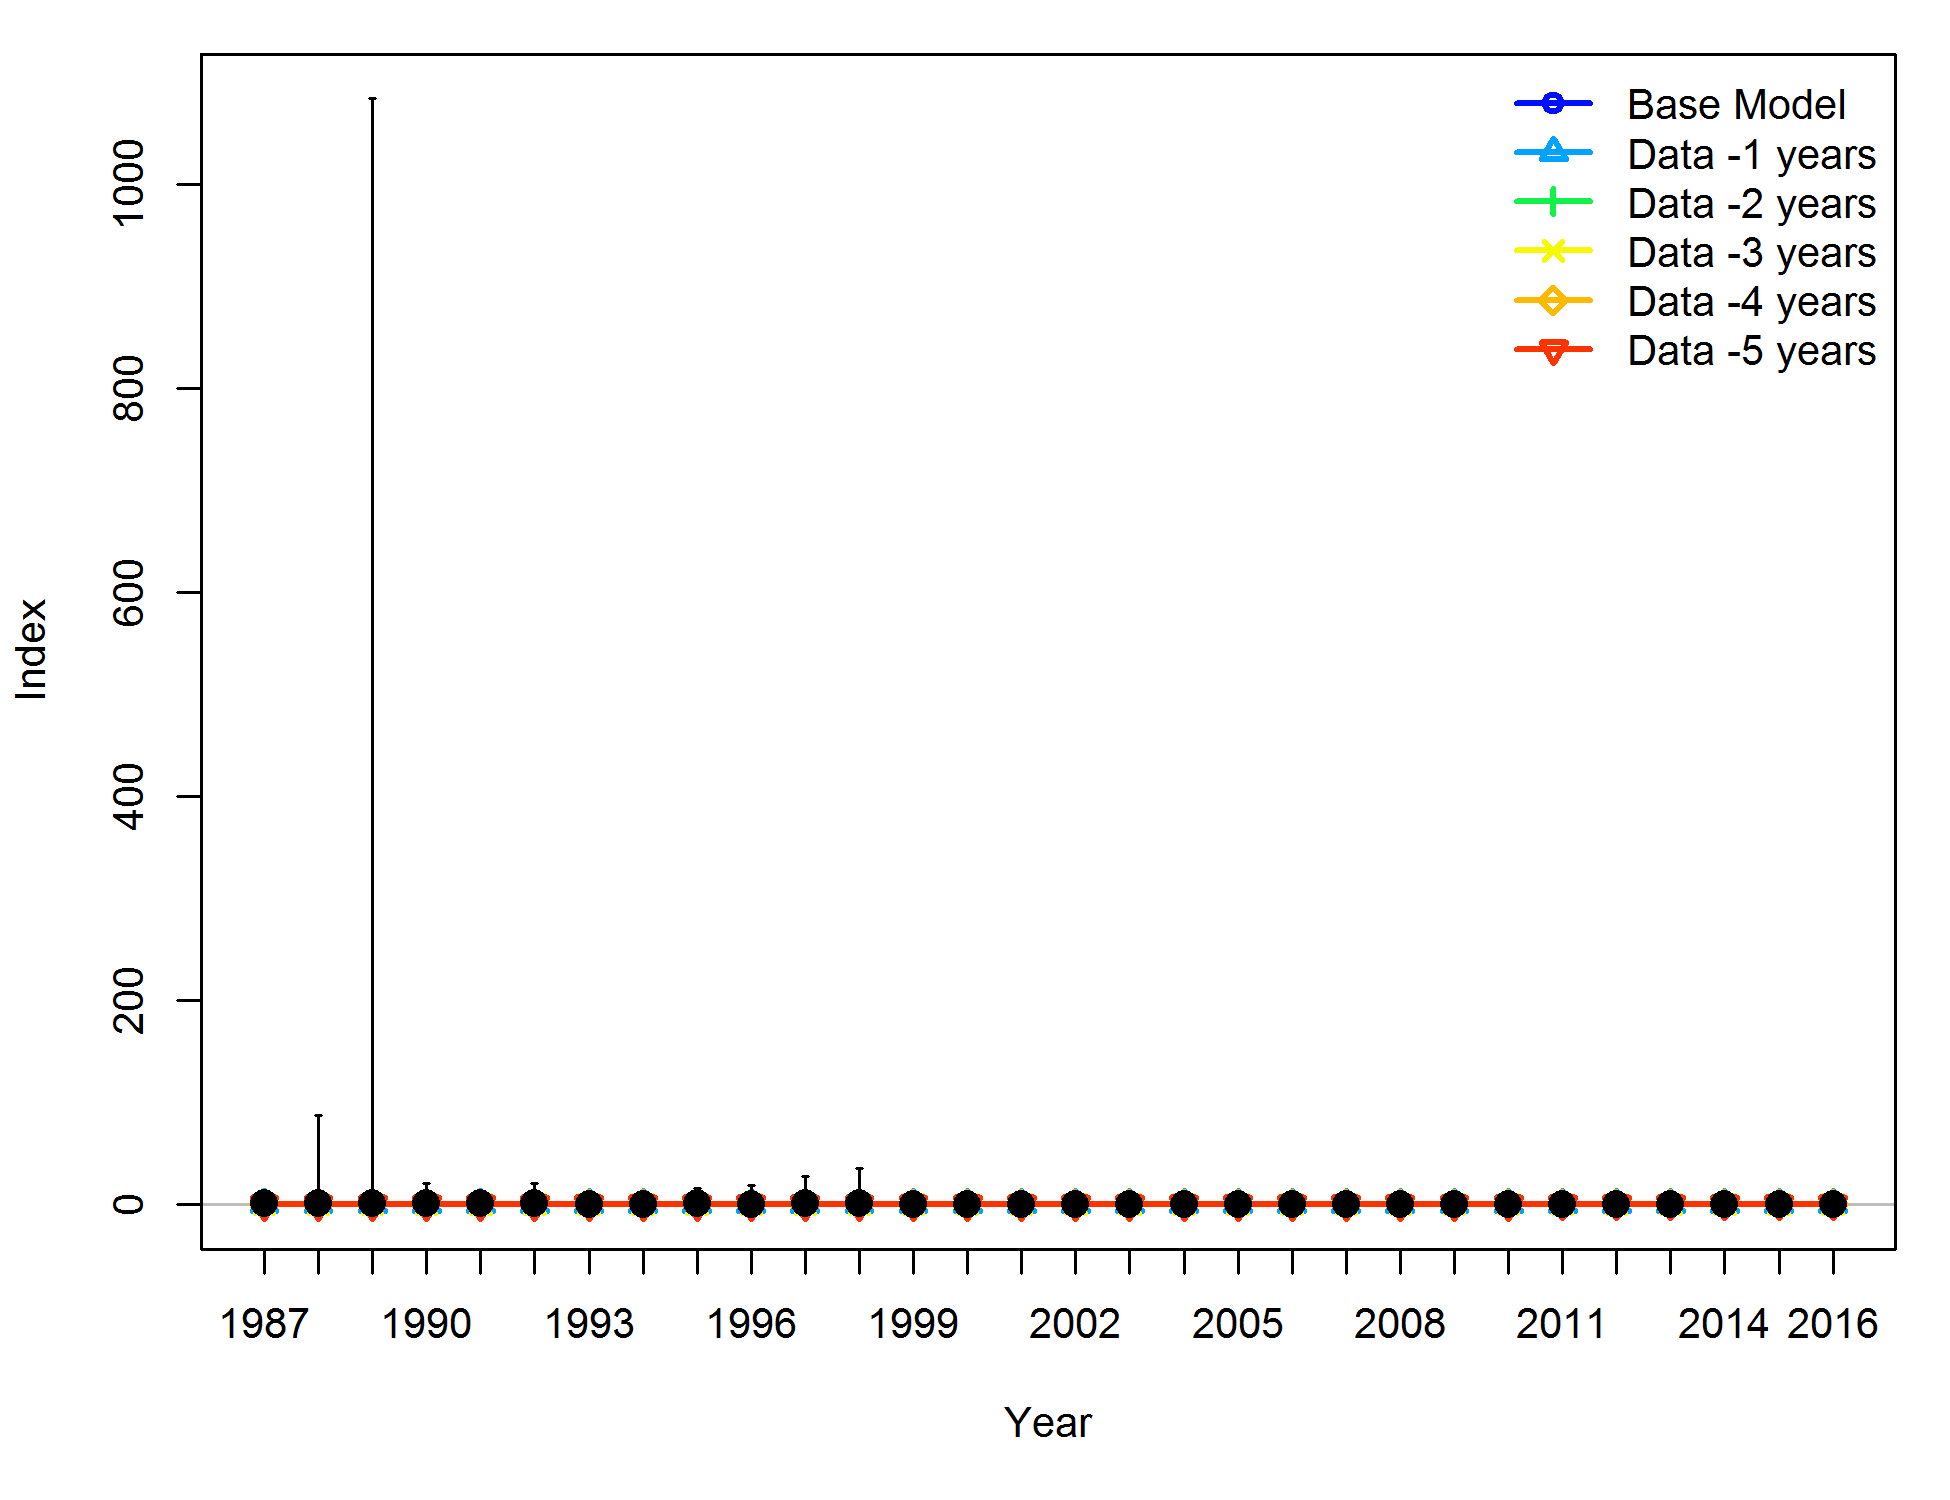 Base Model
Data -1 years
Data -2 years
Data -3 years
Data -4 years
Data -5 years
1000
800
600
400
200
0
Index
1987 1990 1993 1996 1999 2002 2005 2008 2011 2014 2016
Year